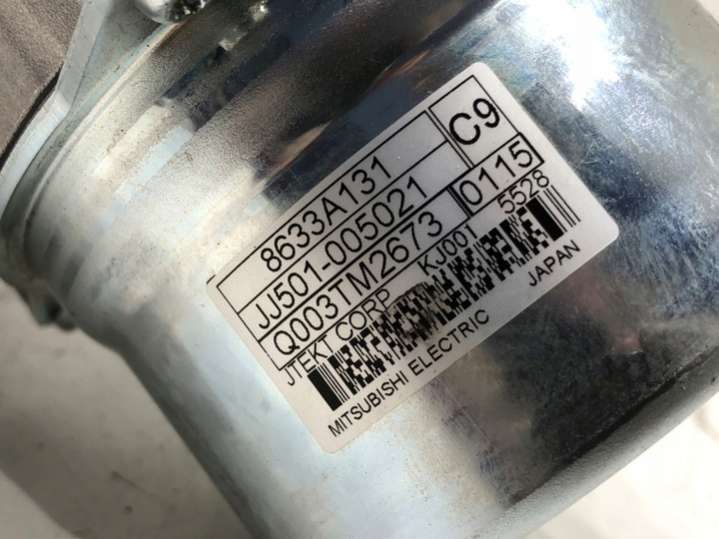 8633A131 C9
JJ501-005021
Q003TM2673 0115
JTEKT CORP KJ001 5528
MITSUBISHI ELECTRIC JAPAN